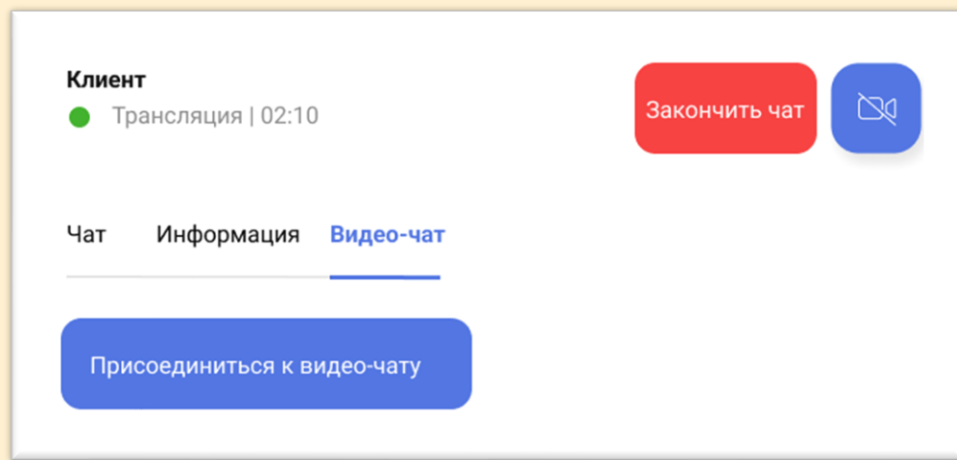 Клиент
Трансляция | 02:10
Закончить чат
Чат Информация Видео-чат
Присоединиться к видео-чату